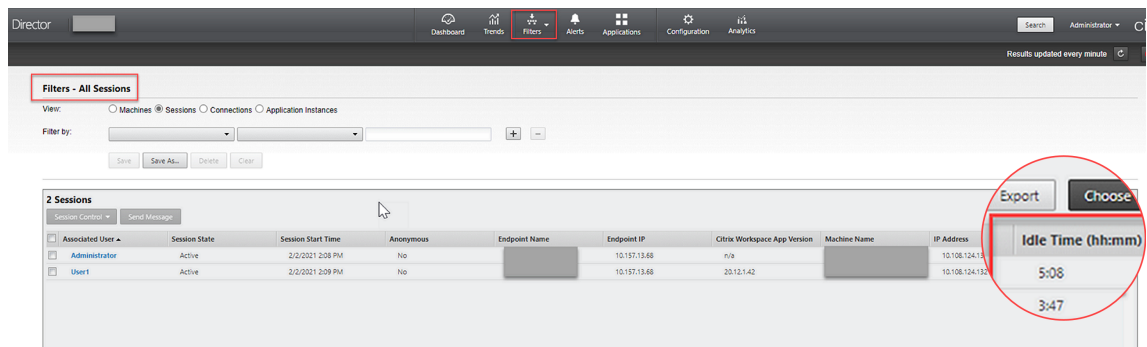 Director
Dashboard Trends Filters Alerts Applications Configuration Analytics
Search Administrator
Results updated every minute
Filters - All Sessions
View: Machines Sessions Connections Application Instances
Filter by:
+ −
Save Save As... Delete Clear
2 Sessions
Export Choose
Session Control Send Message
Associated User Session State Session Start Time Anonymous Endpoint Name Endpoint IP Citrix Workspace App Version Machine Name IP Address Idle Time (hh:mm)
Administrator Active 2/2/2021 2:08 PM No 10.157.13.68 n/a 5:08
User1 Active 2/2/2021 2:09 PM No 10.157.13.68 20.12.1.42 10.108.124.132 3:47